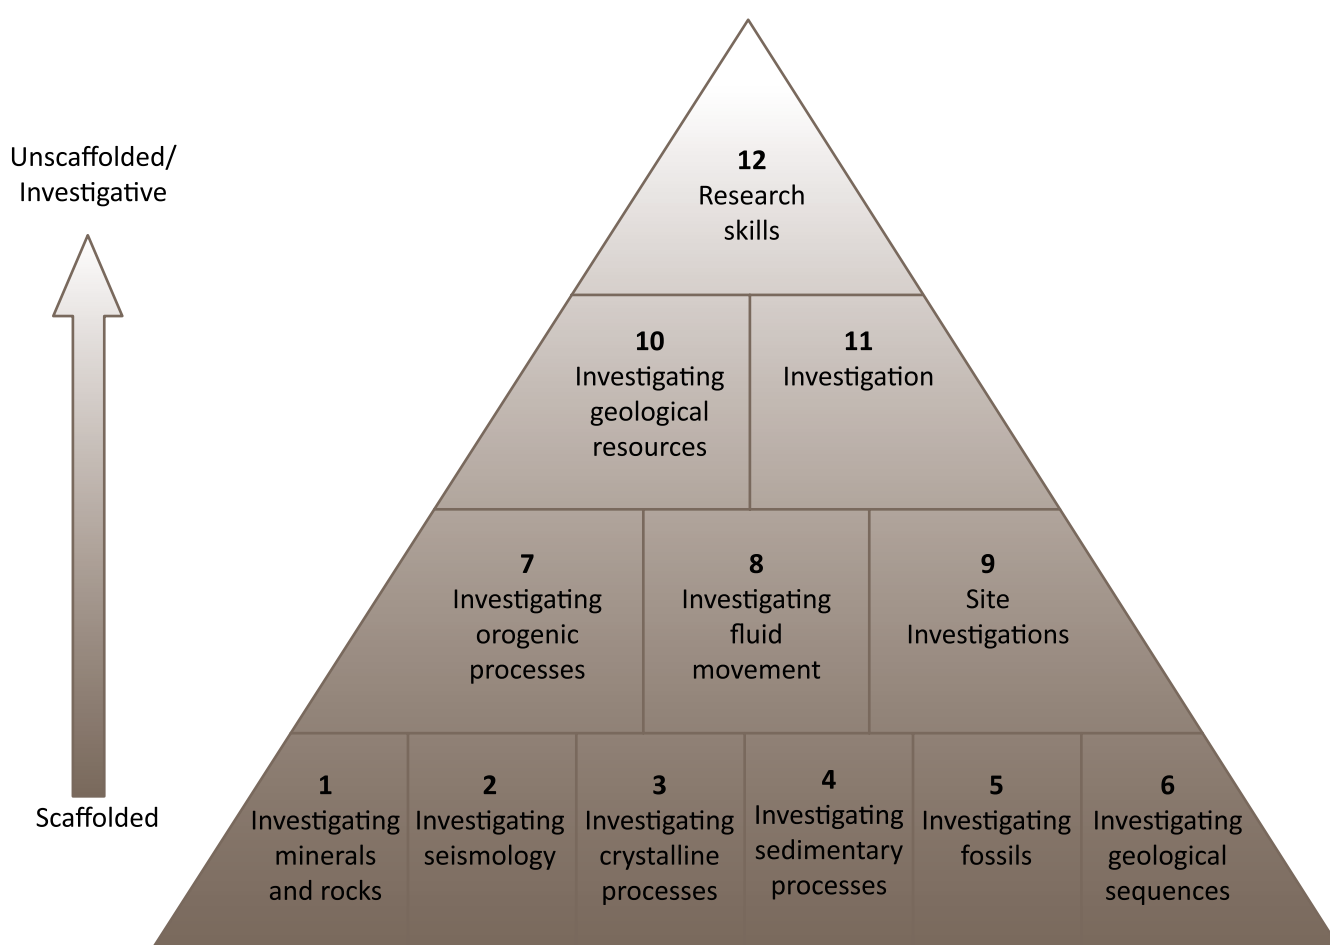 Unscaffolded/
Investigative
12
Research
skills
10
Investigating
geological
resources
11
Investigation
7
Investigating
orogenic
processes
8
Investigating
fluid
movement
9
Site
Investigations
1
Investigating
minerals
and rocks
2
Investigating
seismology
3
Investigating
crystalline
processes
4
Investigating
sedimentary
processes
5
Investigating
fossils
6
Investigating
geological
sequences
Scaffolded